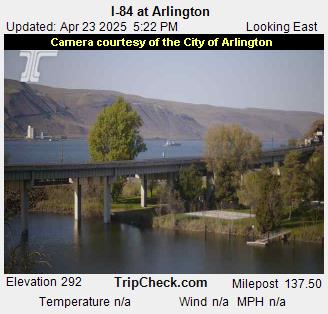 I-84 at Arlington
Updated: Apr 23 2025 5:22 PM Looking East
Camera courtesy of the City of Arlington
Elevation 292 TripCheck.com Milepost 137.50
Temperature n/a Wind n/a MPH n/a